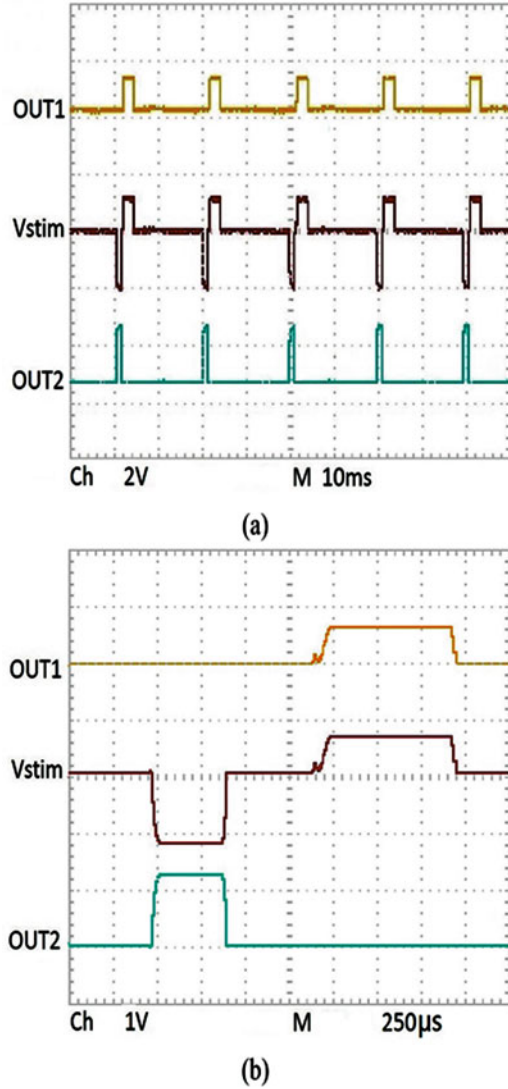 OUT1
Vstim
OUT2
Ch 2V M 10ms
(a)
OUT1
Vstim
OUT2
Ch 1V M 250μs
(b)